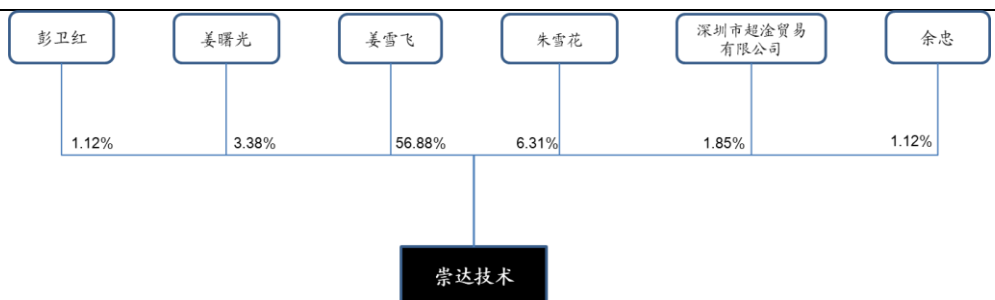 彭卫红
姜曙光
姜雪飞
朱雪花
深圳市超淦贸易
有限公司
余忠
1.12%
3.38%
56.88%
6.31%
1.85%
1.12%
崇达技术